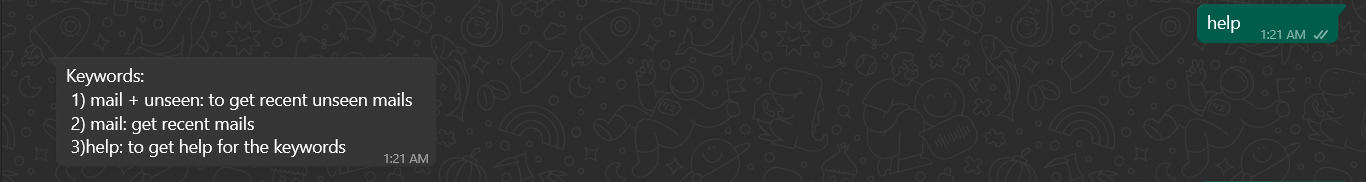 help
1:21 AM
Keywords:
1) mail + unseen: to get recent unseen mails
2) mail: get recent mails
3)help: to get help for the keywords
1:21 AM